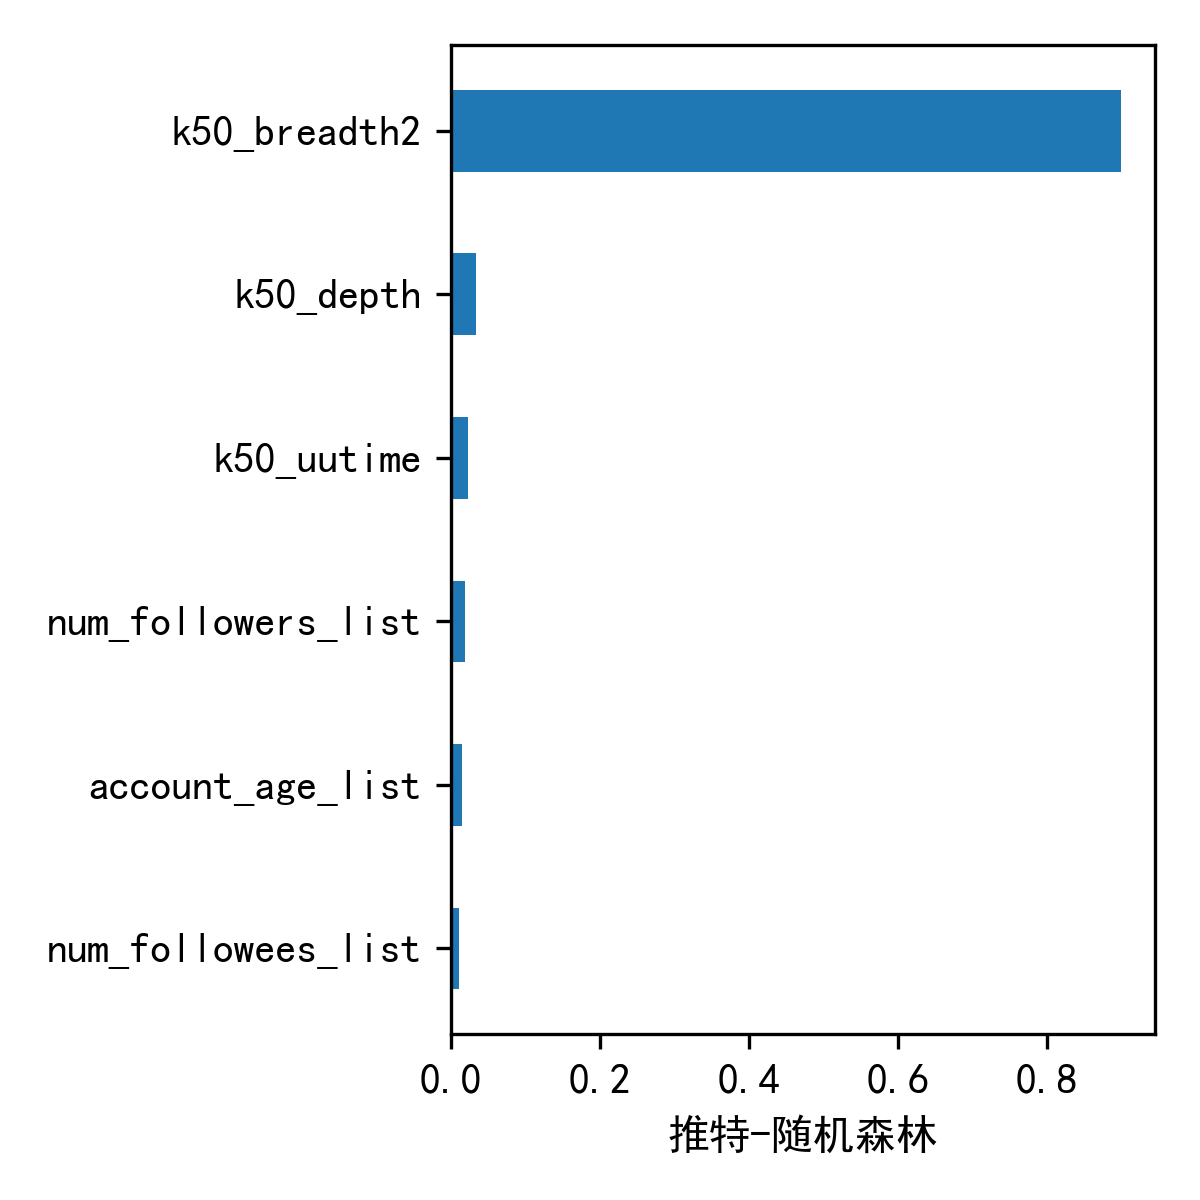 k50_breadth2
k50_depth
k50_uutime
num_followers_list
account_age_list
num_followees_list
0.0 0.2 0.4 0.6 0.8
推特-随机森林